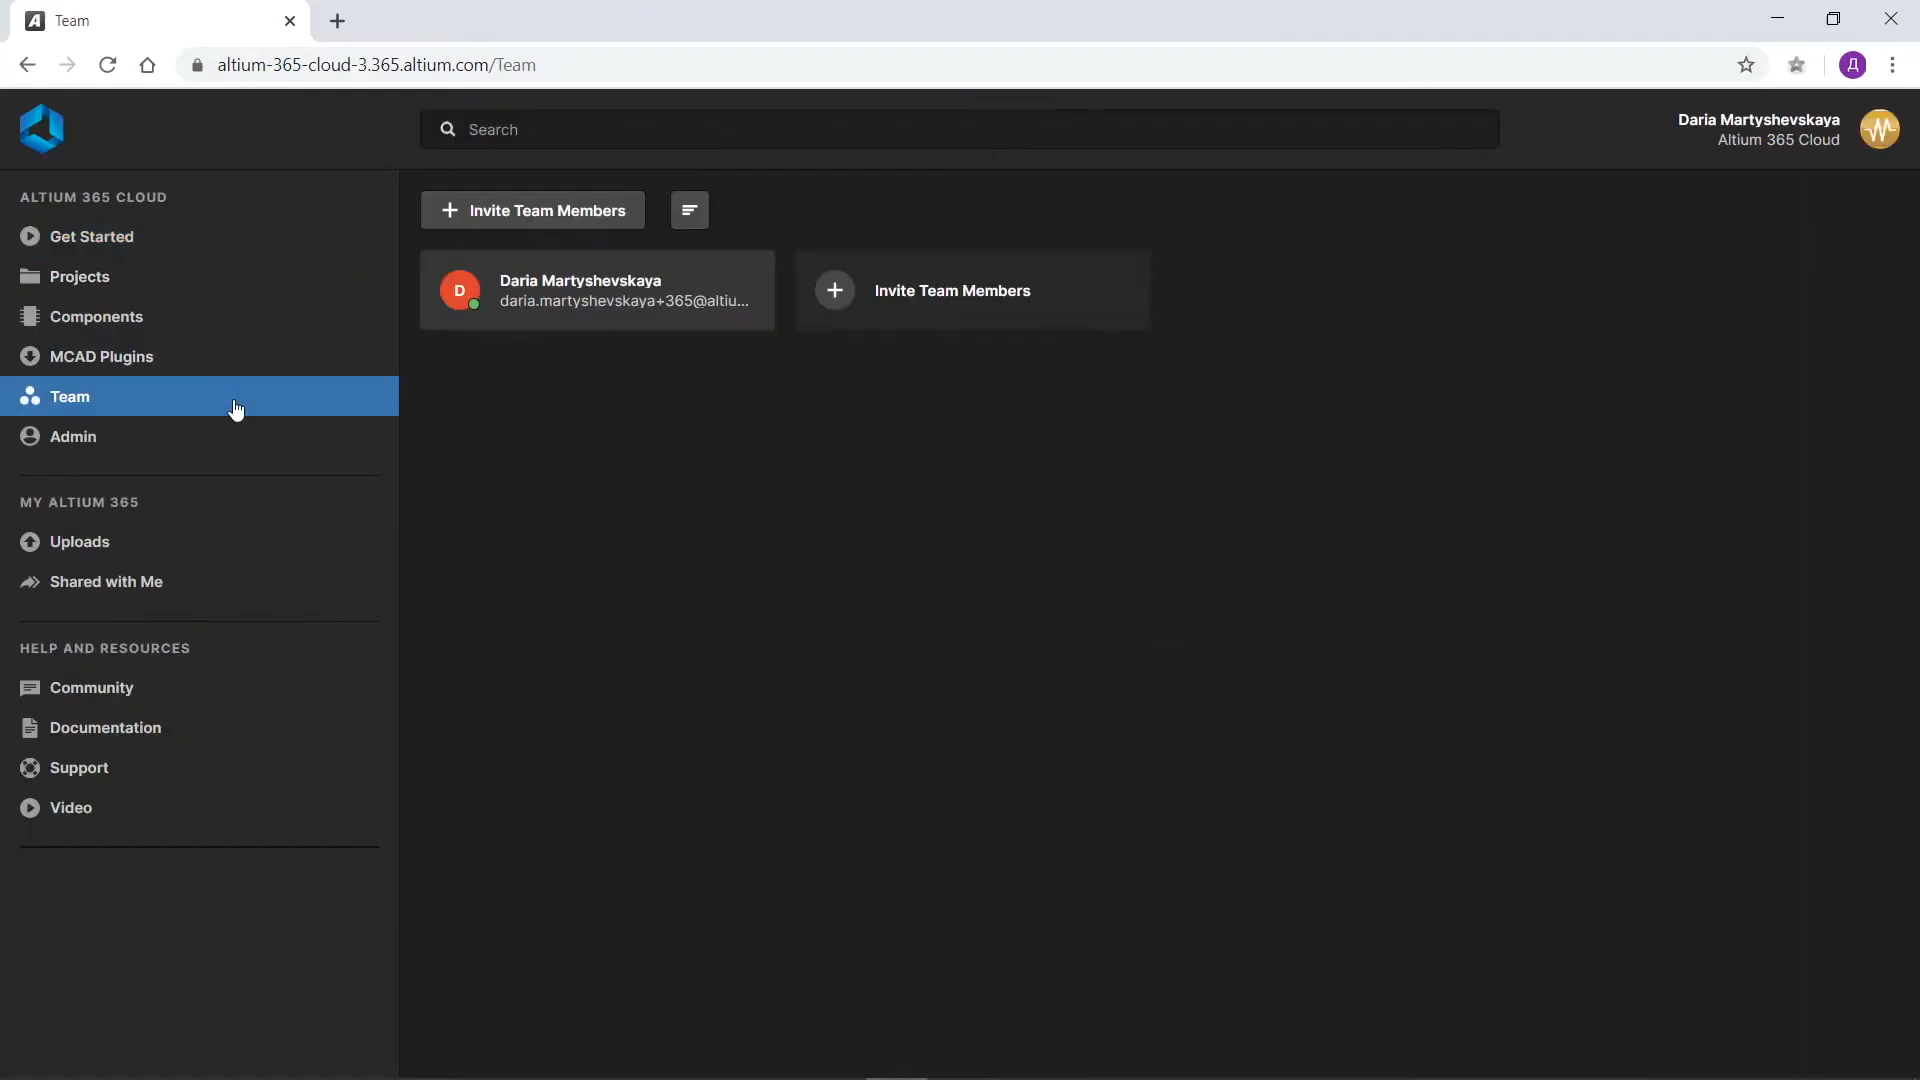 Team
altium-365-cloud-3.365.altium.com/Team
Д
Search
Daria Martyshevskaya
Altium 365 Cloud
ALTIUM 365 CLOUD
Get Started
Projects
Components
MCAD Plugins
Team
Admin
MY ALTIUM 365
Uploads
Shared with Me
HELP AND RESOURCES
Community
Documentation
Support
Video
Invite Team Members
D
Daria Martyshevskaya
daria.martyshevskaya+365@altiu...
Invite Team Members